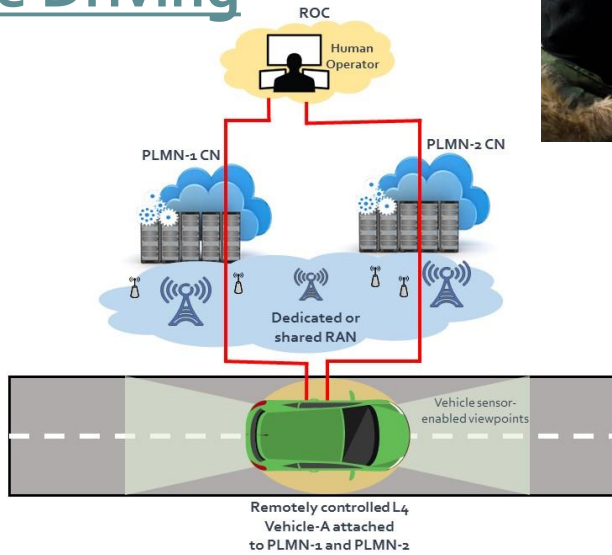 e Driving
ROC
Human
Operator
PLMN-1 CN
PLMN-2 CN
Dedicated or
shared RAN
Vehicle sensor-
enabled viewpoints
Remotely controlled L4
Vehicle-A attached
to PLMN-1 and PLMN-2